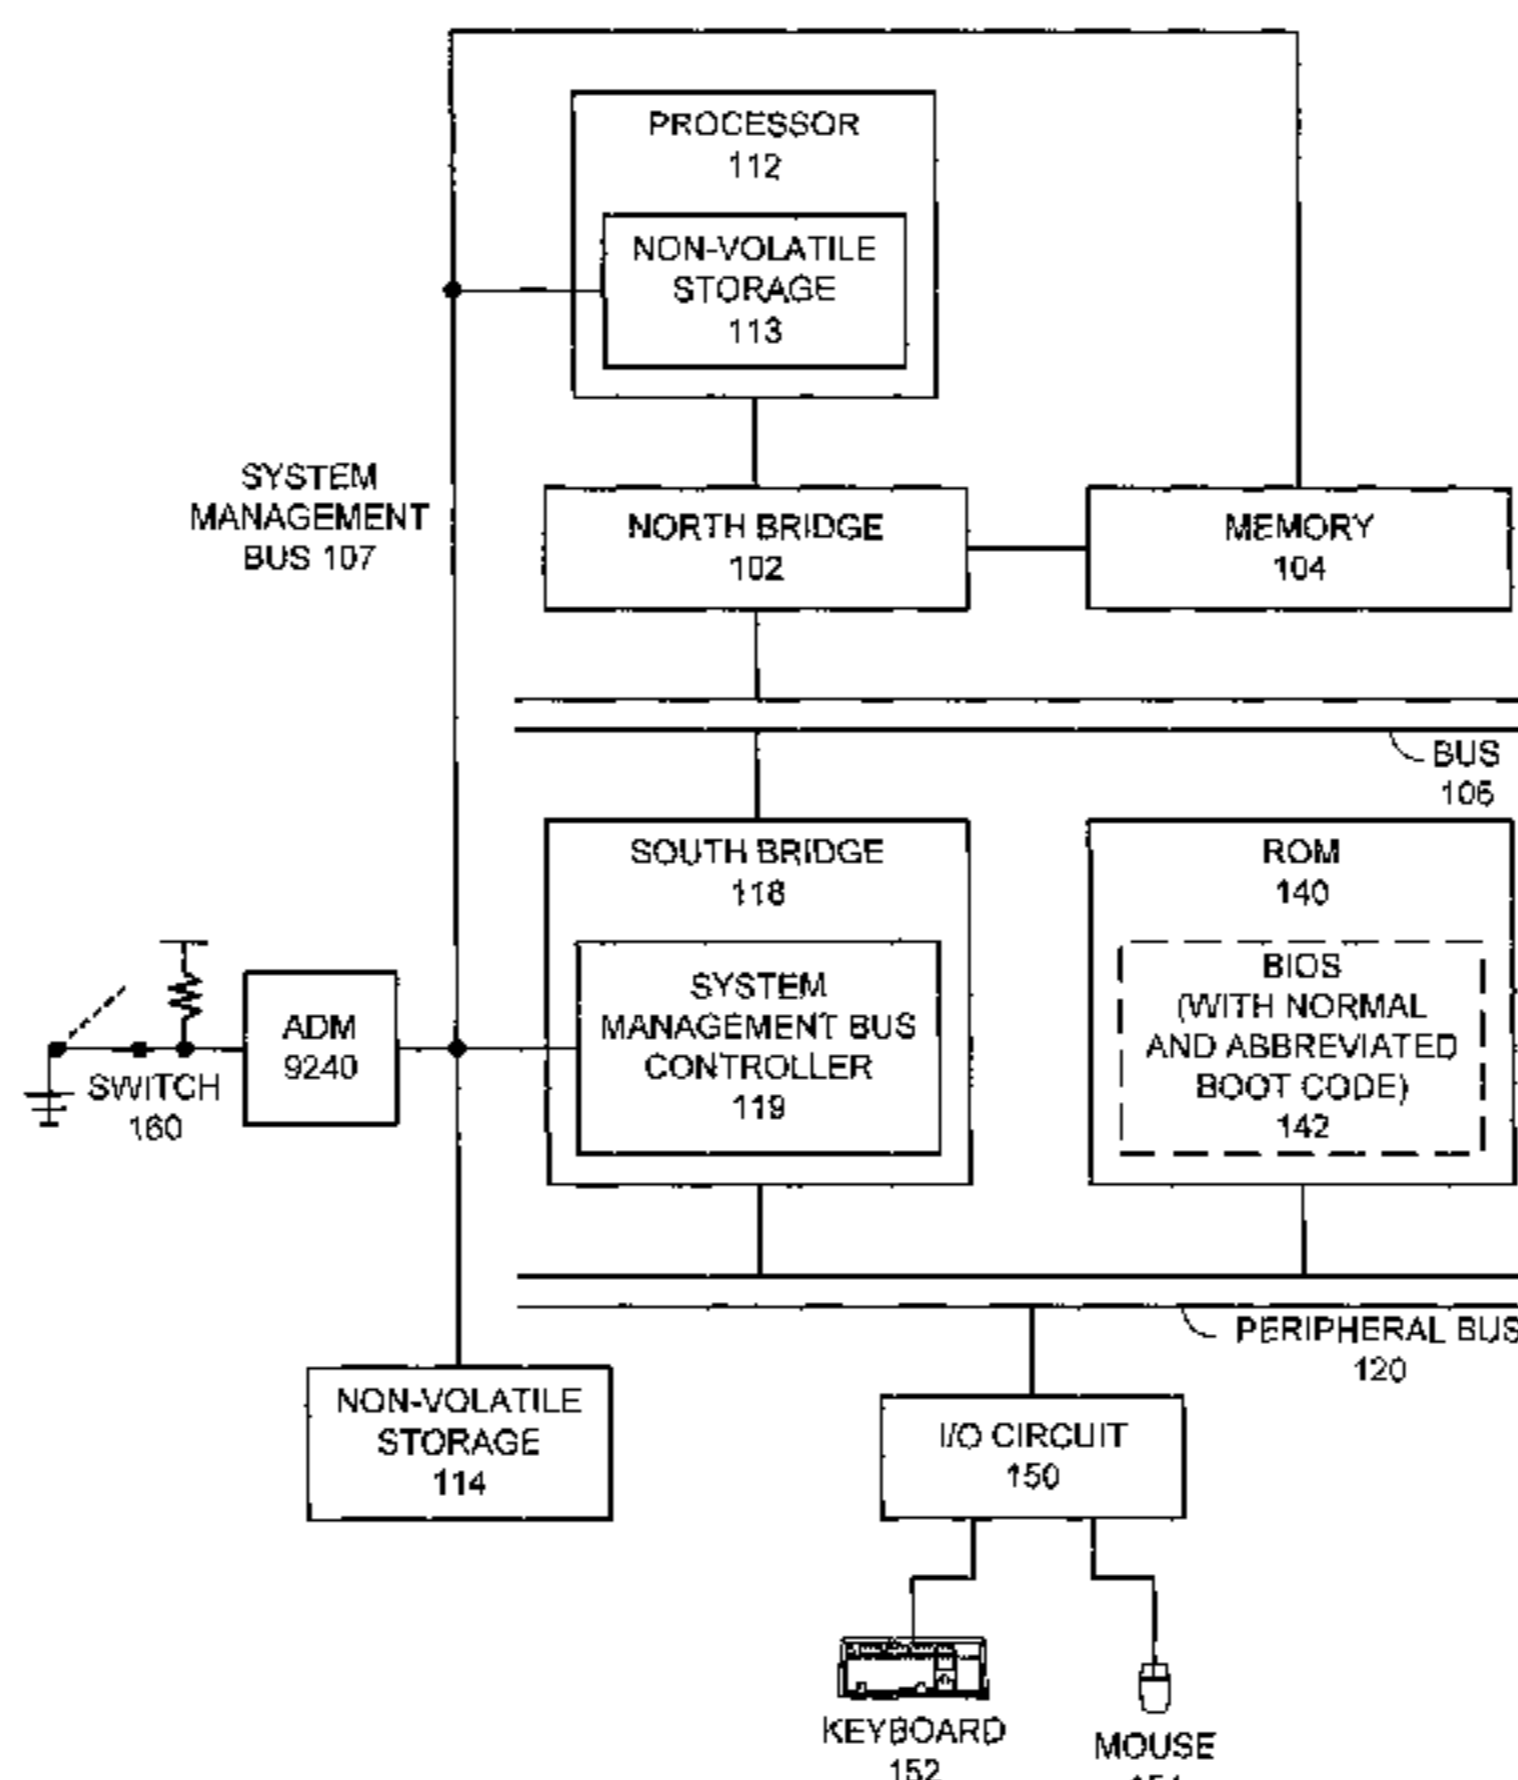 PROCESSOR
112
NON-VOLATILE
STORAGE
113
SYSTEM
MANAGEMENT
BUS 107
NORTH BRIDGE
102
MEMORY
104
BUS
106
SOUTH BRIDGE
118
SYSTEM
MANAGEMENT BUS
CONTROLLER
119
ROM
140
BIOS
(WITH NORMAL
AND ABBREVIATED
BOOT CODE)
142
ADM
9240
SWITCH
160
PERIPHERAL BUS
120
NON-VOLATILE
STORAGE
114
I/O CIRCUIT
150
KEYBOARD
152
MOUSE